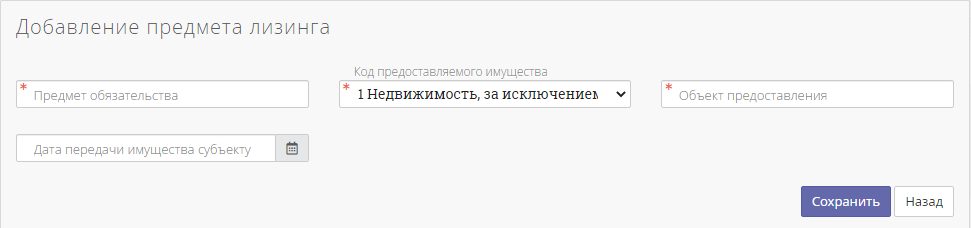 Добавление предмета лизинга
Код предоставляемого имущества
* Предмет обязательства
* 1 Недвижимость, за исключением
* Объект предоставления
Дата передачи имущества субъекту
Сохранить
Назад